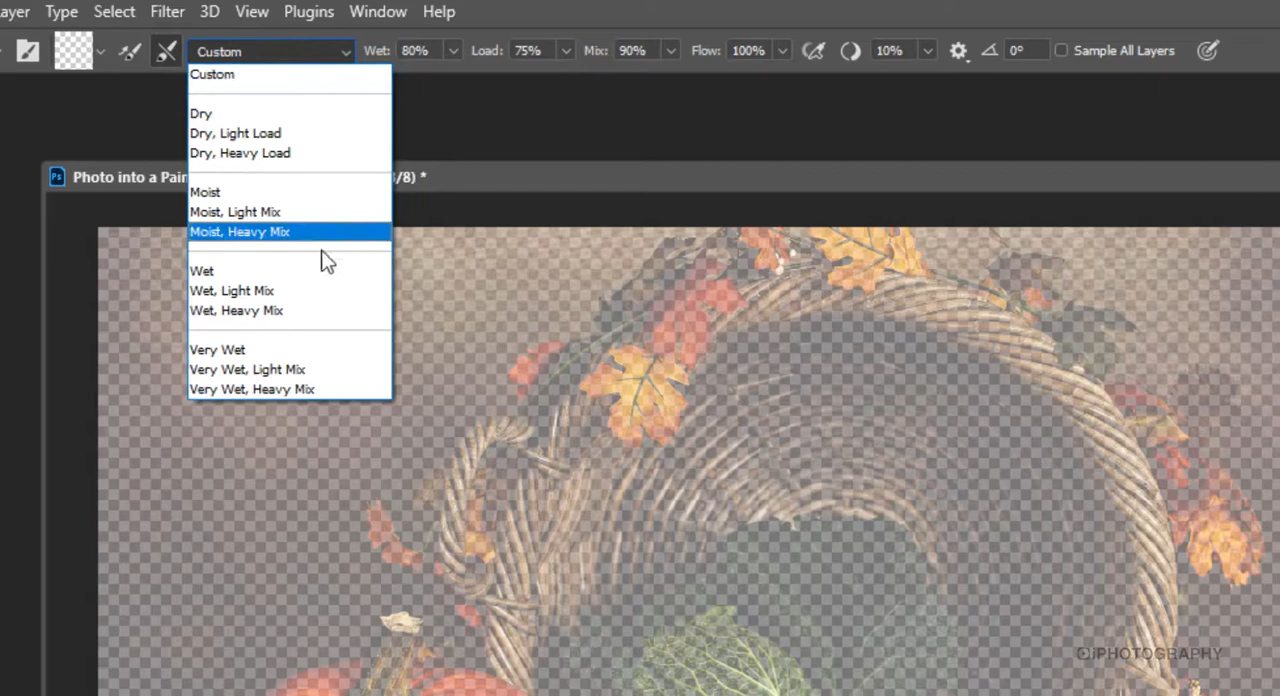 ayer Type Select Filter 3D View Plugins Window Help
Custom Wet: 80% Load: 75% Mix: 90% Flow: 100% 10% 0° Sample All Layers
Custom
Dry
Dry, Light Load
Dry, Heavy Load
Ps Photo into a Pain /8) *
Moist
Moist, Light Mix
Moist, Heavy Mix
Wet
Wet, Light Mix
Wet, Heavy Mix
Very Wet
Very Wet, Light Mix
Very Wet, Heavy Mix
iPHOTOGRAPHY